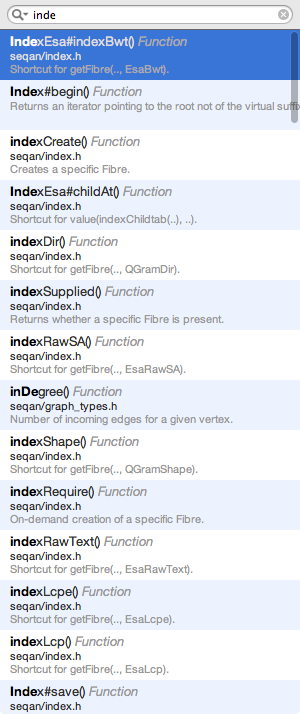 inde
IndexEsa#indexBwt() Function
seqan/index.h
Shortcut for getFibre(.., EsaBwt).
Index#begin() Function
Returns an iterator pointing to the root not of the virtual suffix
indexCreate() Function
seqan/index.h
Creates a specific Fibre.
IndexEsa#childAt() Function
seqan/index.h
Shortcut for value(indexChildtab(..), ..).
indexDir() Function
seqan/index.h
Shortcut for getFibre(.., QGramDir).
indexSupplied() Function
seqan/index.h
Returns whether a specific Fibre is present.
indexRawSA() Function
seqan/index.h
Shortcut for getFibre(.., EsaRawSA).
inDegree() Function
seqan/graph_types.h
Number of incoming edges for a given vertex.
indexShape() Function
seqan/index.h
Shortcut for getFibre(.., QGramShape).
indexRequire() Function
seqan/index.h
On-demand creation of a specific Fibre.
indexRawText() Function
seqan/index.h
Shortcut for getFibre(.., EsaRawText).
indexLcpe() Function
seqan/index.h
Shortcut for getFibre(.., EsaLcpe).
indexLcp() Function
seqan/index.h
Shortcut for getFibre(.., EsaLcp).
Index#save() Function
seqan/index.h